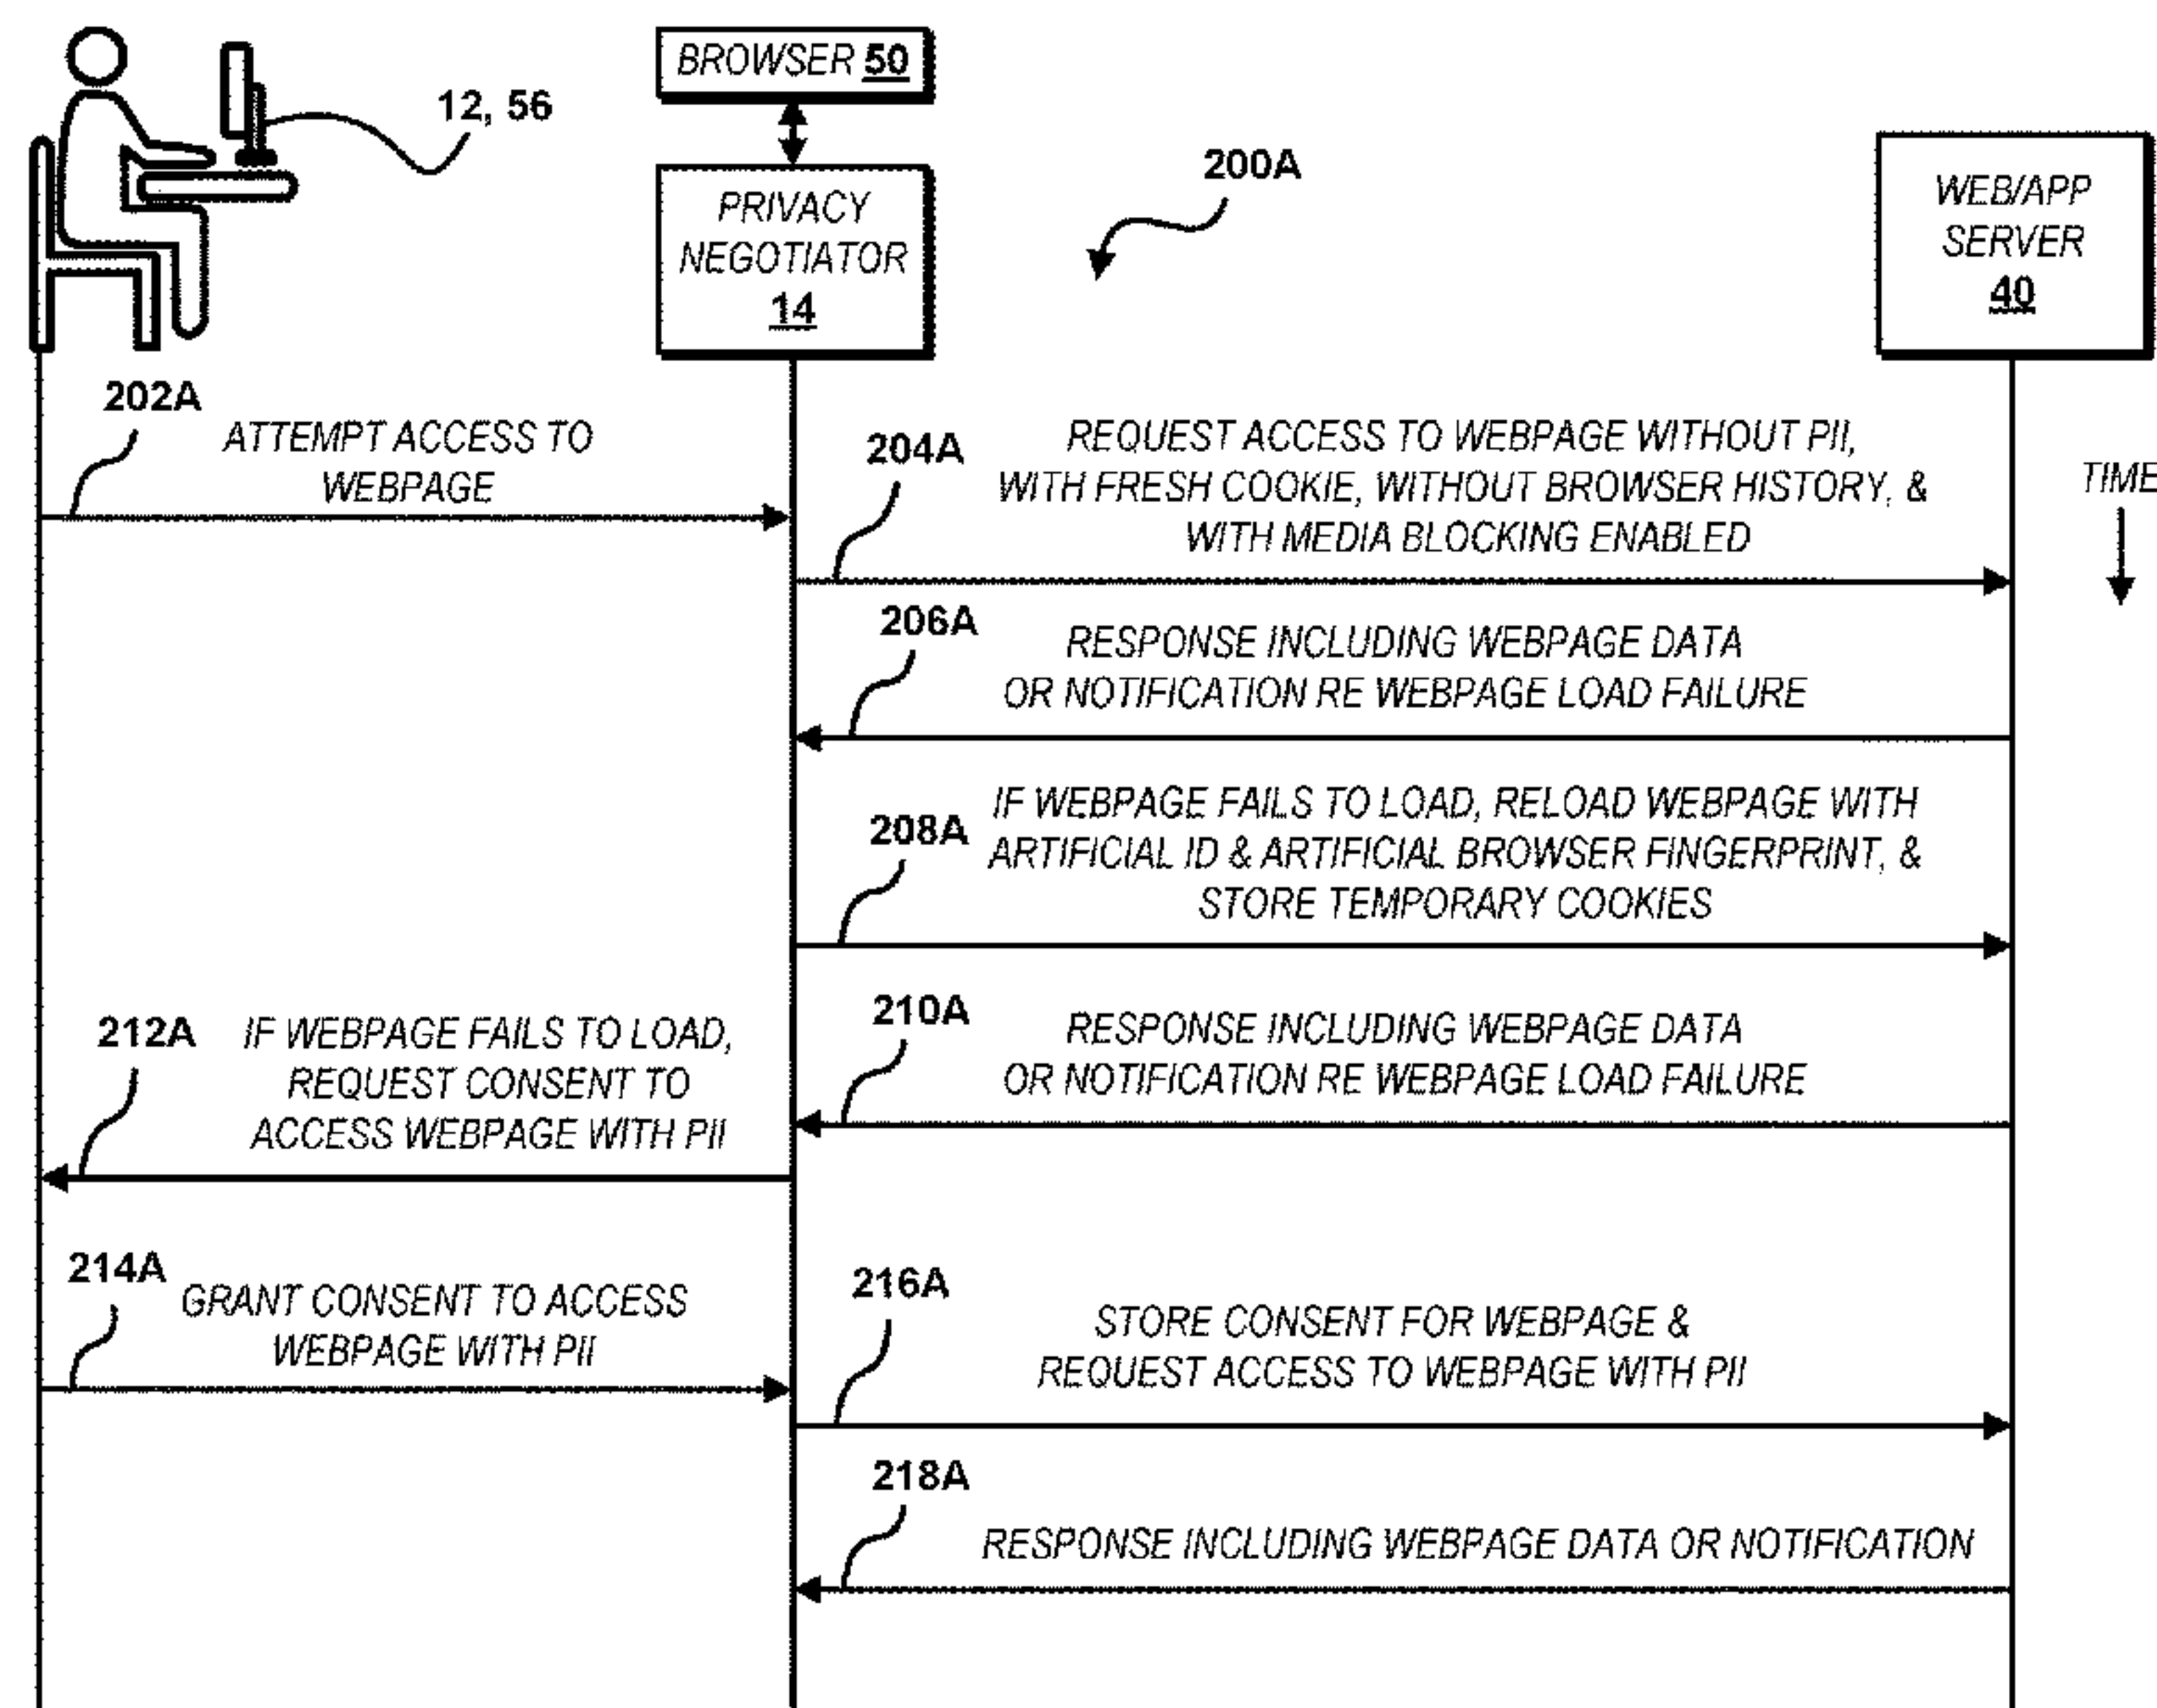 12, 56
BROWSER 50
PRIVACY
NEGOTIATOR
14
200A
WEB/APP
SERVER
40
202A
ATTEMPT ACCESS TO
WEBPAGE
204A
REQUEST ACCESS TO WEBPAGE WITHOUT PII,
WITH FRESH COOKIE, WITHOUT BROWSER HISTORY, &
WITH MEDIA BLOCKING ENABLED
TIME
206A
RESPONSE INCLUDING WEBPAGE DATA
OR NOTIFICATION RE WEBPAGE LOAD FAILURE
208A
IF WEBPAGE FAILS TO LOAD, RELOAD WEBPAGE WITH
ARTIFICIAL ID & ARTIFICIAL BROWSER FINGERPRINT, &
STORE TEMPORARY COOKIES
210A
RESPONSE INCLUDING WEBPAGE DATA
OR NOTIFICATION RE WEBPAGE LOAD FAILURE
212A
IF WEBPAGE FAILS TO LOAD,
REQUEST CONSENT TO
ACCESS WEBPAGE WITH PII
214A
GRANT CONSENT TO ACCESS
WEBPAGE WITH PII
216A
STORE CONSENT FOR WEBPAGE &
REQUEST ACCESS TO WEBPAGE WITH PII
218A
RESPONSE INCLUDING WEBPAGE DATA OR NOTIFICATION